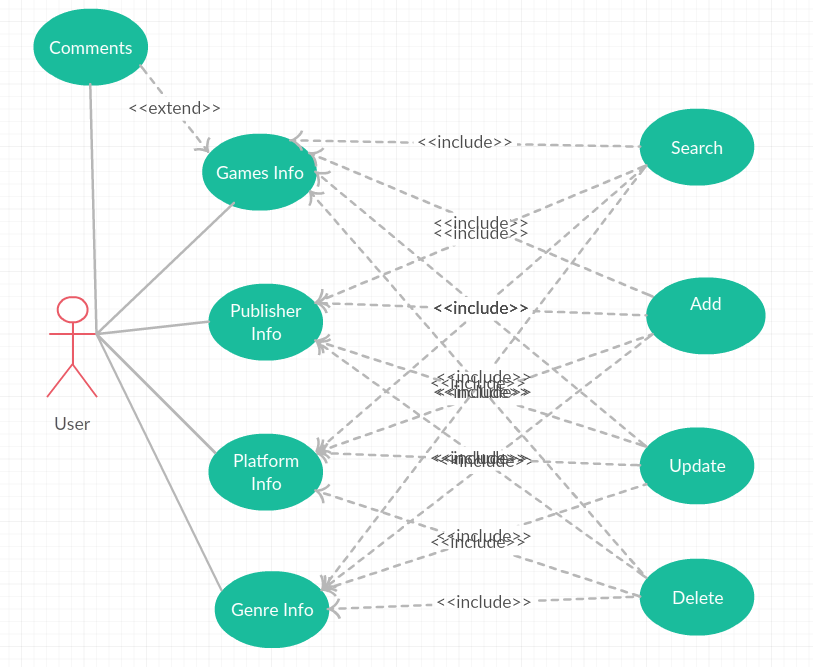 Comments
<<extend>>
<<include>>
Search
Games Info
<<include>>
<<include>>
Publisher
Info
<<include>>
Add
<<include>>
<<include>>
<<include>>
User
Platform
Info
<<include>>
<<include>>
Update
<<include>>
<<include>>
Genre Info
<<include>>
Delete